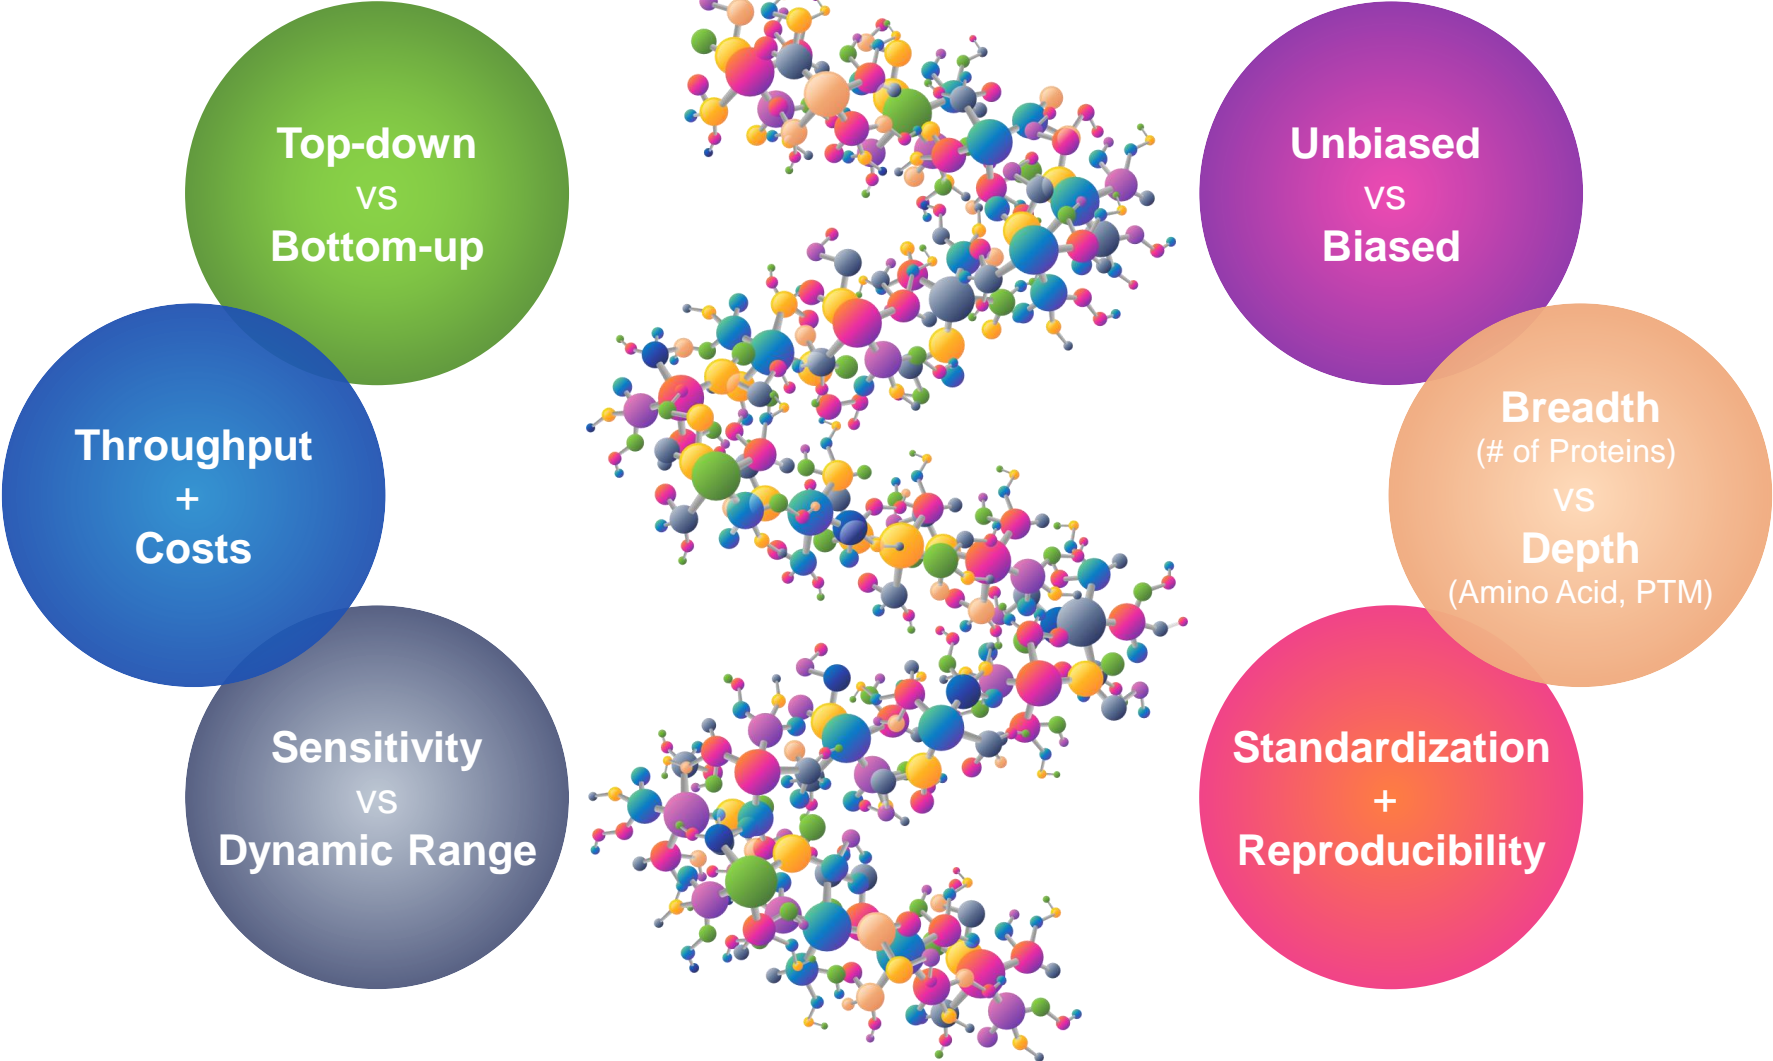 Top-down
vs
Bottom-up
Throughput
+
Costs
Sensitivity
vs
Dynamic Range
Unbiased
vs
Biased
Breadth
(# of Proteins)
vs
Depth
(Amino Acid, PTM)
Standardization
+
Reproducibility